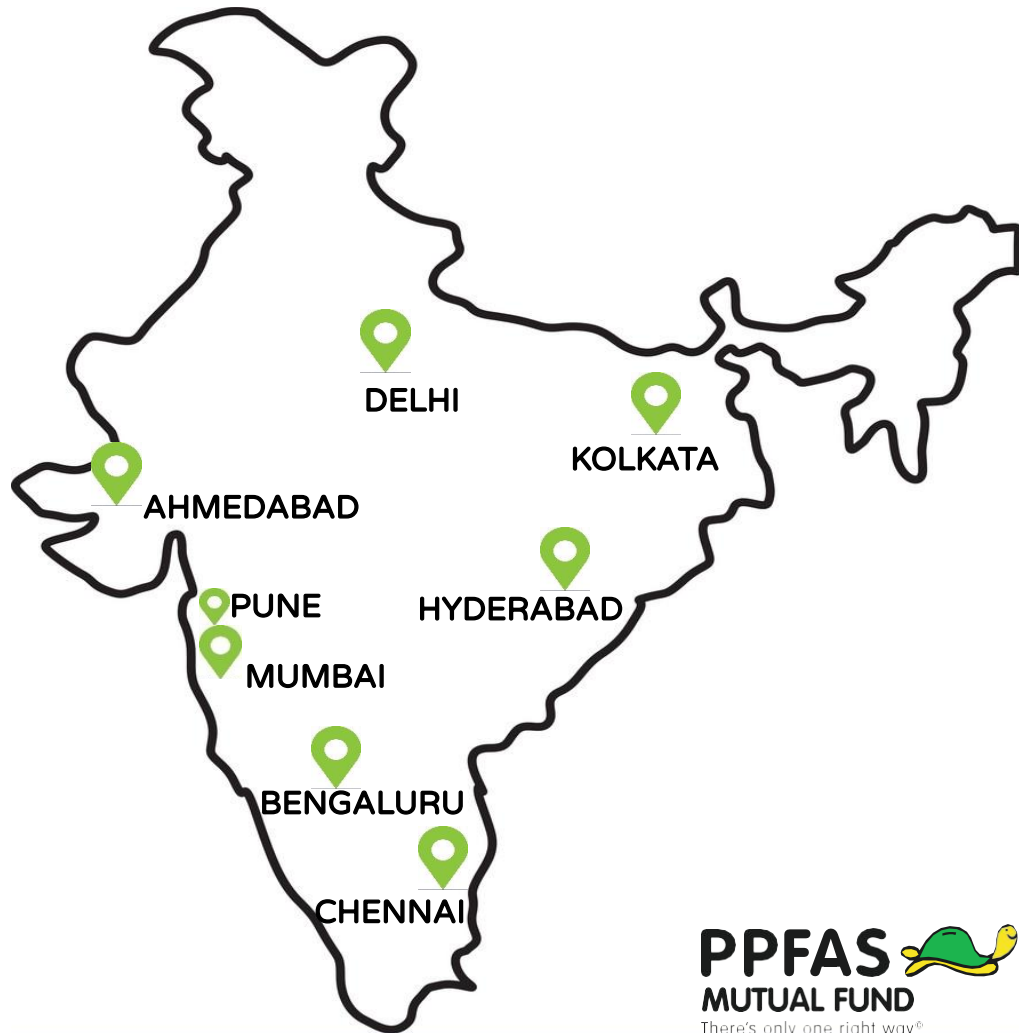 DELHI
KOLKATA
AHMEDABAD
PUNE
HYDERABAD
MUMBAI
BENGALURU
CHENNAI
PPFAS
MUTUAL FUND
There's only one right way®